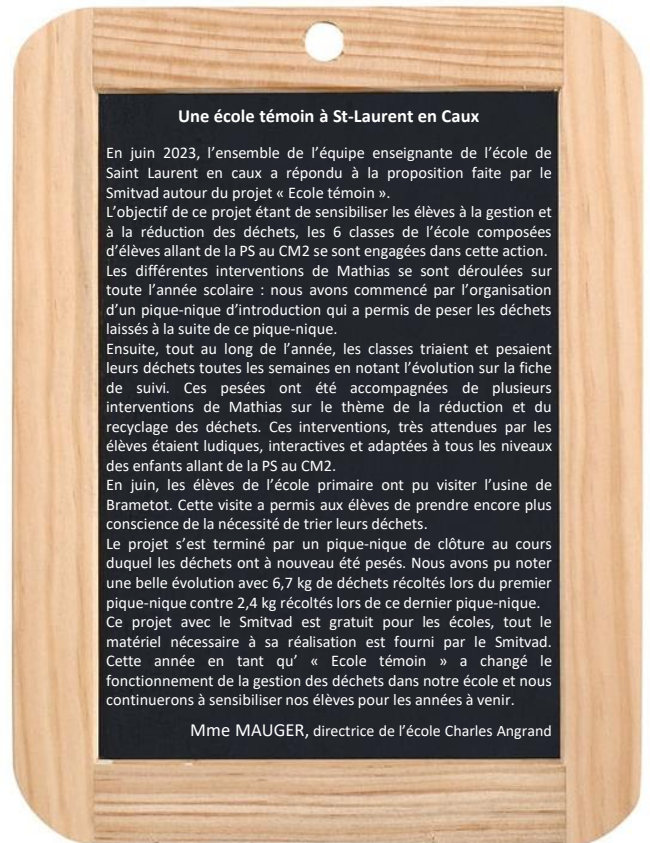 Une école témoin à St-Laurent en Caux
En juin 2023, l’ensemble de l’équipe enseignante de l’école de
Saint Laurent en caux a répondu à la proposition faite par le
Smitvad autour du projet « Ecole témoin ».
L’objectif de ce projet étant de sensibiliser les élèves à la gestion et
à la réduction des déchets, les 6 classes de l’école composées
d’élèves allant de la PS au CM2 se sont engagées dans cette action.
Les différentes interventions de Mathias se sont déroulées sur
toute l’année scolaire : nous avons commencé par l’organisation
d’un pique-nique d’introduction qui a permis de peser les déchets
laissés à la suite de ce pique-nique.
Ensuite, tout au long de l’année, les classes triaient et pesaient
leurs déchets toutes les semaines en notant l’évolution sur la fiche
de suivi. Ces pesées ont été accompagnées de plusieurs
interventions de Mathias sur le thème de la réduction et du
recyclage des déchets. Ces interventions, très attendues par les
élèves étaient ludiques, interactives et adaptées à tous les niveaux
des enfants allant de la PS au CM2.
En juin, les élèves de l’école primaire ont pu visiter l’usine de
Brametot. Cette visite a permis aux élèves de prendre encore plus
conscience de la nécessité de trier leurs déchets.
Le projet s’est terminé par un pique-nique de clôture au cours
duquel les déchets ont à nouveau été pesés. Nous avons pu noter
une belle évolution avec 6,7 kg de déchets récoltés lors du premier
pique-nique contre 2,4 kg récoltés lors de ce dernier pique-nique.
Ce projet avec le Smitvad est gratuit pour les écoles, tout le
matériel nécessaire à sa réalisation est fourni par le Smitvad.
Cette année en tant qu’ « Ecole témoin » a changé le
fonctionnement de la gestion des déchets dans notre école et nous
continuerons à sensibiliser nos élèves pour les années à venir.
Mme MAUGER, directrice de l’école Charles Angrand